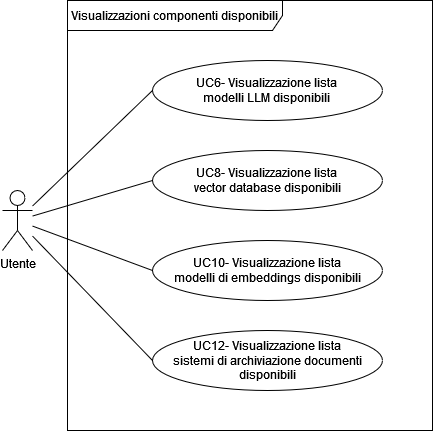 Visualizzazioni componenti disponibili
UC6- Visualizzazione lista
modelli LLM disponibili
UC8- Visualizzazione lista
vector database disponibili
Utente
UC10- Visualizzazione lista
modelli di embeddings disponibili
UC12- Visualizzazione lista
sistemi di archiviazione documenti
disponibili